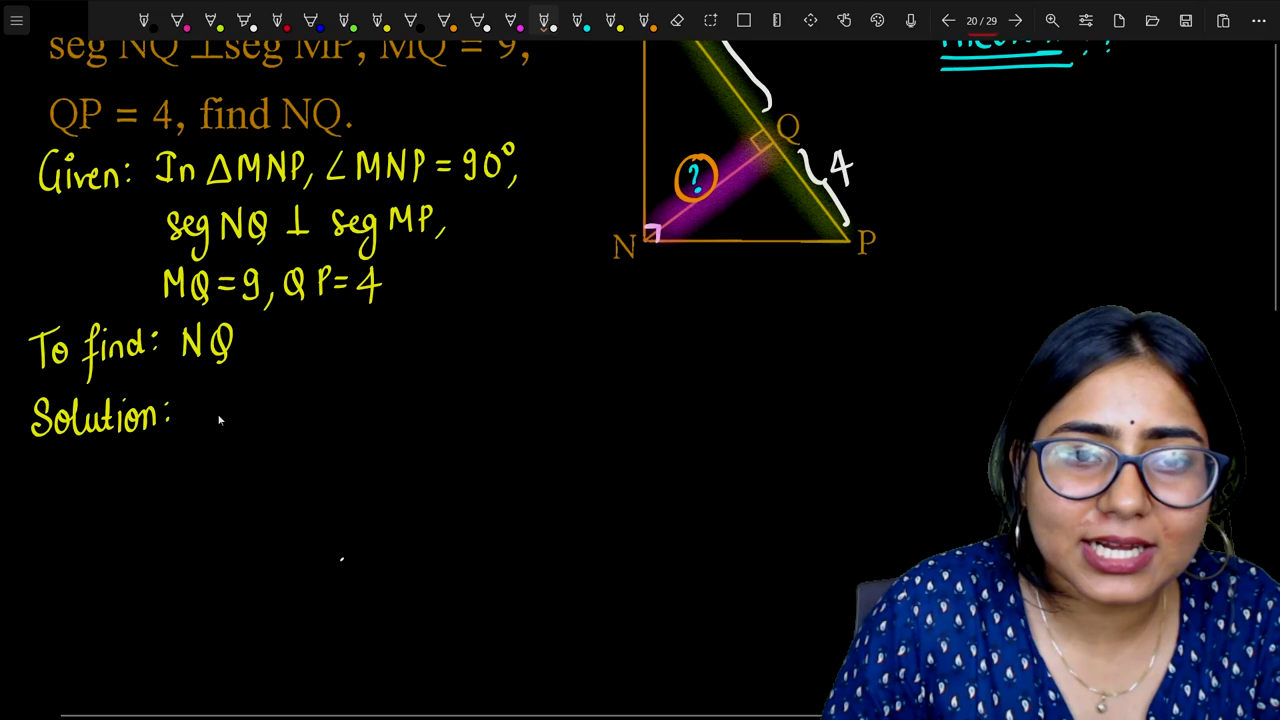 20 / 29
seg NQ ⊥seg MP, MQ = 9,
QP = 4, find NQ.
Given: In △MNP, ∠MNP = 90°,
seg NQ ⊥ seg MP,
MQ = 9, QP = 4
To find: NQ
Solution:
Q
4
?
N
P